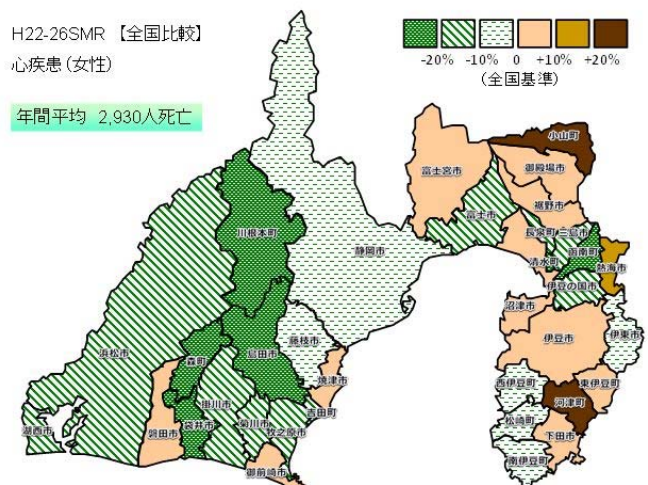 H22-26SMR 【全国比較】
心疾患(女性)
年間平均 2,930人死亡
-20% -10% 0 +10% +20%
(全国基準)
小山町
御殿場市
富士宮市
裾野市
富士市
川根本町
長泉町
三島市
静岡市
函南町
清水町
熱海市
伊豆の国市
沼津市
伊豆市
伊東市
藤枝市
島田市
浜松市
森町
焼津市
西伊豆町
東伊豆町
河津町
掛川市
吉田町
菊川市
牧之原市
松崎町
袋井市
磐田市
湖西市
下田市
南伊豆町
御前崎市